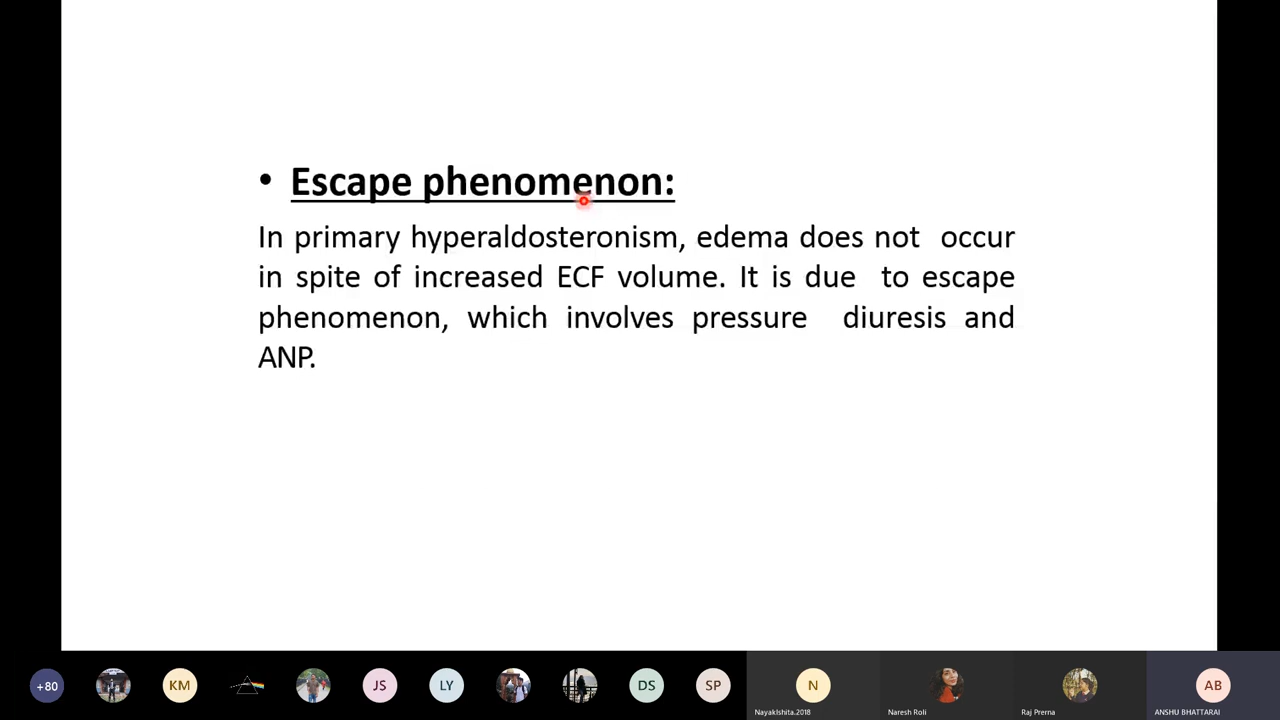 • Escape phenomenon:
In primary hyperaldosteronism, edema does not occur
in spite of increased ECF volume. It is due to escape
phenomenon, which involves pressure diuresis and
ANP.
+80 KM JS LY DS SP N AB
NayakIshita.2018 Naresh Roli Raj Prerna ANSHU BHATTARAI